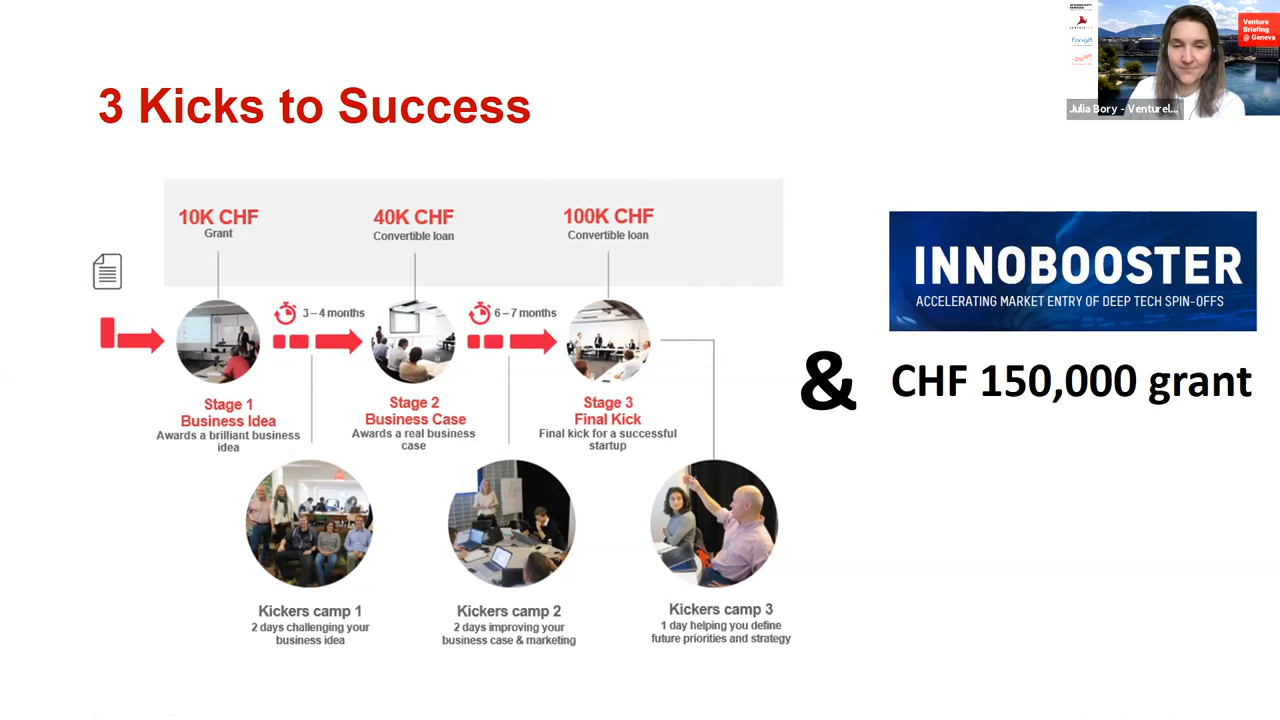 3 Kicks to Success
10K CHF
Grant
40K CHF
Convertible loan
100K CHF
Convertible loan
3 – 4 months
6 – 7 months
Stage 1
Business Idea
Awards a brilliant business
idea
Stage 2
Business Case
Awards a real business
case
Stage 3
Final Kick
Final kick for a successful
startup
Kickers camp 1
2 days challenging your
business idea
Kickers camp 2
2 days improving your
business case & marketing
Kickers camp 3
1 day helping you define
future priorities and strategy
INNOBOOSTER
ACCELERATING MARKET ENTRY OF DEEP TECH SPIN-OFFS
& CHF 150,000 grant
Venture
Briefing
@ Geneva
fongit
Julia Bory - Venturel...